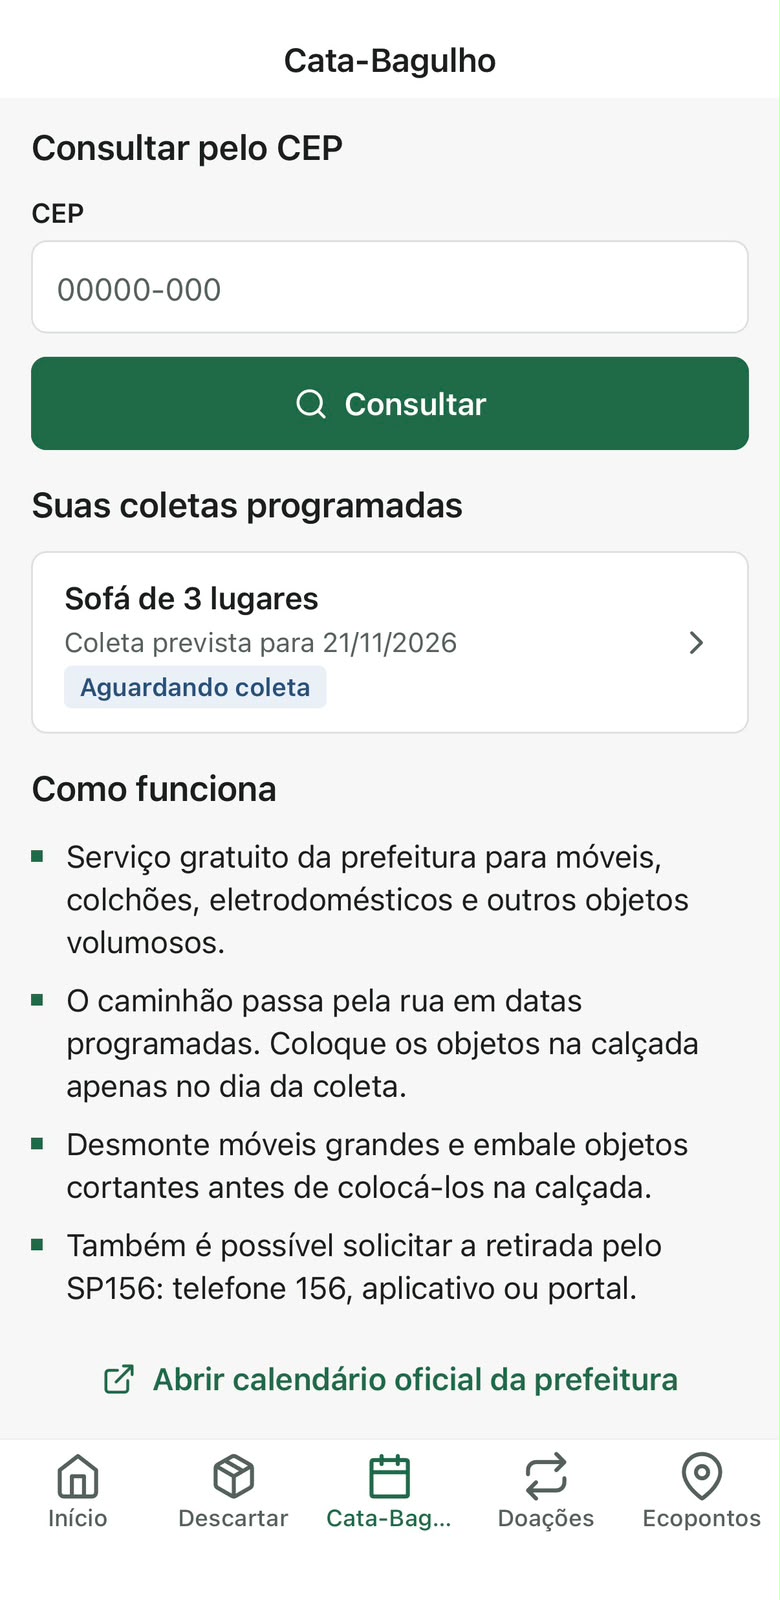 Cata-Bagulho
Consultar pelo CEP
CEP
00000-000
Consultar
Suas coletas programadas
Sofá de 3 lugares
Coleta prevista para 21/11/2026
Aguardando coleta
Como funciona
Serviço gratuito da prefeitura para móveis,
colchões, eletrodomésticos e outros objetos
volumosos.
O caminhão passa pela rua em datas
programadas. Coloque os objetos na calçada
apenas no dia da coleta.
Desmonte móveis grandes e embale objetos
cortantes antes de colocá-los na calçada.
Também é possível solicitar a retirada pelo
SP156: telefone 156, aplicativo ou portal.
Abrir calendário oficial da prefeitura
Início
Descartar
Cata-Bag...
Doações
Ecopontos